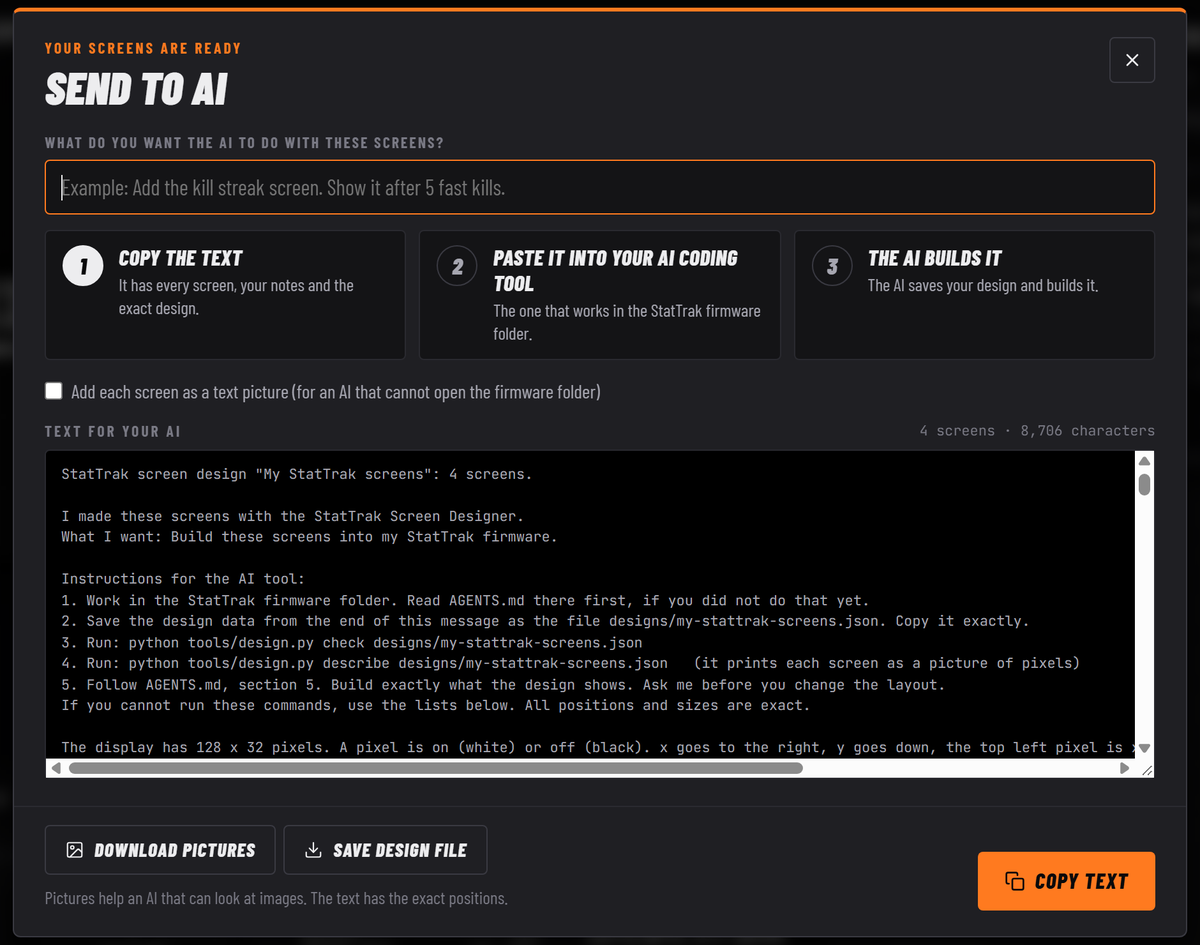 YOUR SCREENS ARE READY
SEND TO AI
WHAT DO YOU WANT THE AI TO DO WITH THESE SCREENS?
Example: Add the kill streak screen. Show it after 5 fast kills.
1
COPY THE TEXT
It has every screen, your notes and the
exact design.
2
PASTE IT INTO YOUR AI CODING
TOOL
The one that works in the StatTrak firmware
folder.
3
THE AI BUILDS IT
The AI saves your design and builds it.
Add each screen as a text picture (for an AI that cannot open the firmware folder)
TEXT FOR YOUR AI
4 screens · 8,706 characters
StatTrak screen design "My StatTrak screens": 4 screens.
I made these screens with the StatTrak Screen Designer.
What I want: Build these screens into my StatTrak firmware.
Instructions for the AI tool:
1. Work in the StatTrak firmware folder. Read AGENTS.md there first, if you did not do that yet.
2. Save the design data from the end of this message as the file designs/my-stattrak-screens.json. Copy it exactly.
3. Run: python tools/design.py check designs/my-stattrak-screens.json
4. Run: python tools/design.py describe designs/my-stattrak-screens.json (it prints each screen as a picture of pixels)
5. Follow AGENTS.md, section 5. Build exactly what the design shows. Ask me before you change the layout.
If you cannot run these commands, use the lists below. All positions and sizes are exact.
The display has 128 x 32 pixels. A pixel is on (white) or off (black). x goes to the right, y goes down, the top left pixel is
DOWNLOAD PICTURES
SAVE DESIGN FILE
Pictures help an AI that can look at images. The text has the exact positions.
COPY TEXT